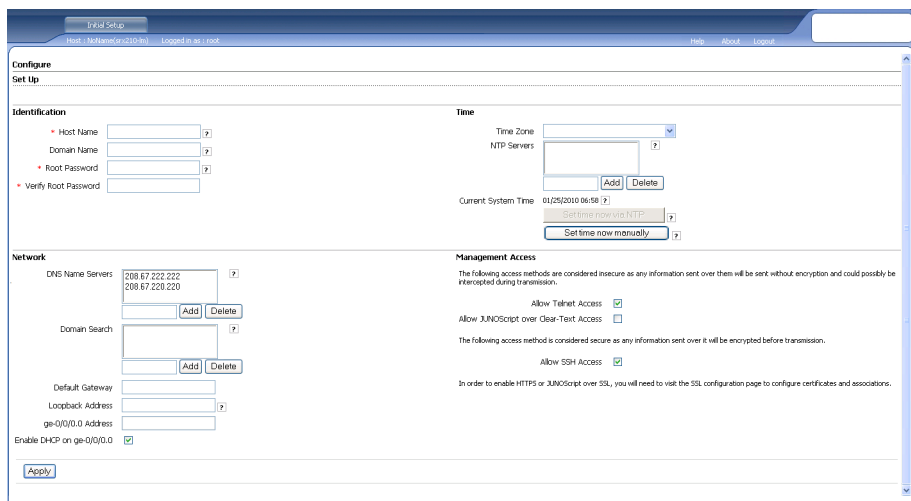 Initial Setup
Host : NoName(srx210-lm) Logged in as : root
Help About Logout
Configure
Set Up
Identification
* Host Name ?
Domain Name ?
* Root Password ?
* Verify Root Password
Time
Time Zone
NTP Servers ?
Add Delete
Current System Time 01/25/2010 06:58 ?
Set time now via NTP ?
Set time now manually ?
Network
DNS Name Servers ?
208.67.222.222
208.67.220.220
Add Delete
Domain Search ?
Add Delete
Default Gateway
Loopback Address ?
ge-0/0/0.0 Address
Enable DHCP on ge-0/0/0.0
Management Access
The following access methods are considered insecure as any information sent over them will be sent without encryption and could possibly be
intercepted during transmission.
Allow Telnet Access
Allow JUNOScript over Clear-Text Access
The following access method is considered secure as any information sent over it will be encrypted before transmission.
Allow SSH Access
In order to enable HTTPS or JUNOScript over SSL, you will need to visit the SSL configuration page to configure certificates and associations.
Apply